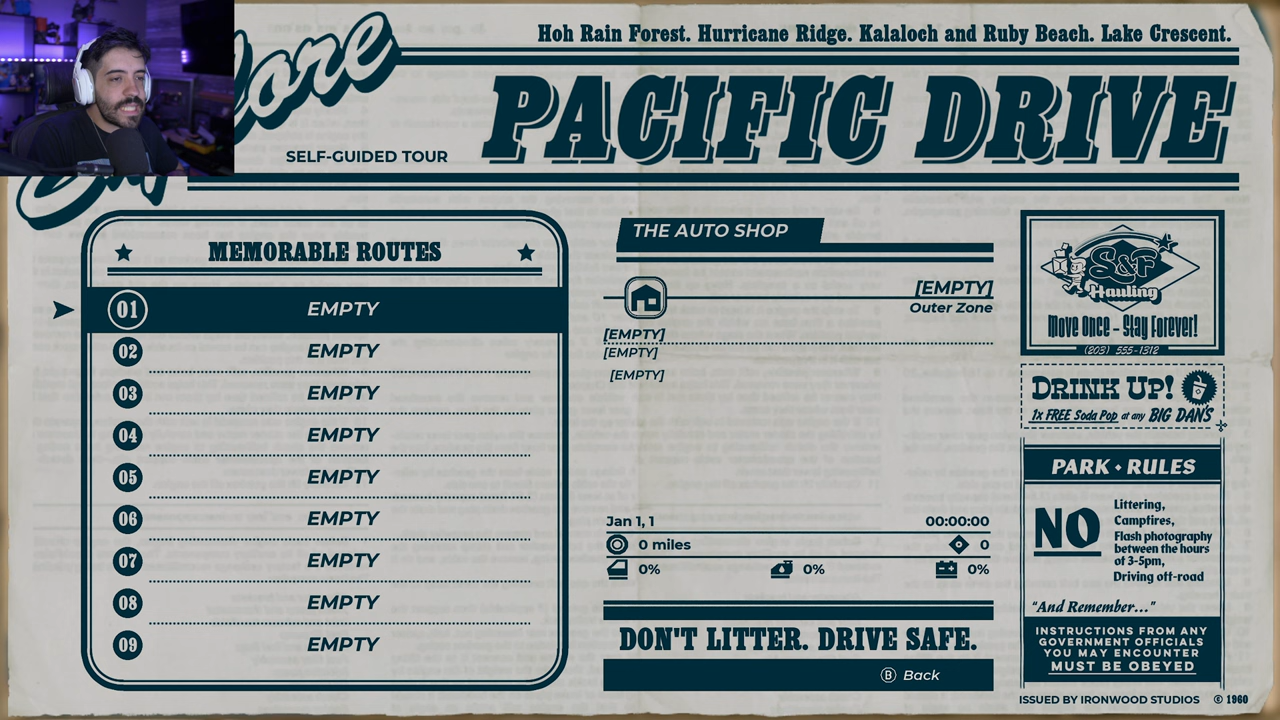 Hoh Rain Forest. Hurricane Ridge. Kalaloch and Ruby Beach. Lake Crescent.
PACIFIC DRIVE
SELF-GUIDED TOUR
MEMORABLE ROUTES
01 EMPTY
02 EMPTY
03 EMPTY
04 EMPTY
05 EMPTY
06 EMPTY
07 EMPTY
08 EMPTY
09 EMPTY
THE AUTO SHOP
[EMPTY]
Outer Zone
[EMPTY]
[EMPTY]
[EMPTY]
Jan 1, 1 00:00:00
0 miles 0
0% 0% 0%
DON'T LITTER. DRIVE SAFE.
B Back
S&F
Hauling
Move Once - Stay Forever!
(203) 555-1312
DRINK UP!
1x FREE Soda Pop at any BIG DAN'S
PARK • RULES
NO
Littering,
Campfires,
Flash photography
between the hours
of 3-5pm,
Driving off-road
"And Remember..."
INSTRUCTIONS FROM ANY
GOVERNMENT OFFICIALS
YOU MAY ENCOUNTER
MUST BE OBEYED
ISSUED BY IRONWOOD STUDIOS © 1960